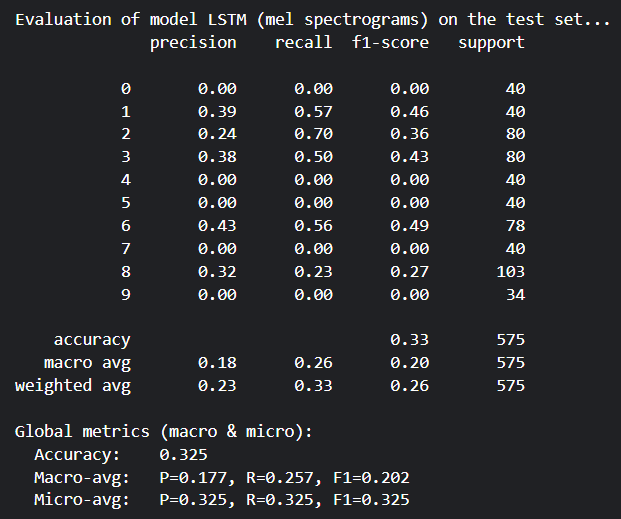 Evaluation of model LSTM (mel spectrograms) on the test set...
precision recall f1-score support
0 0.00 0.00 0.00 40
1 0.39 0.57 0.46 40
2 0.24 0.70 0.36 80
3 0.38 0.50 0.43 80
4 0.00 0.00 0.00 40
5 0.00 0.00 0.00 40
6 0.43 0.56 0.49 78
7 0.00 0.00 0.00 40
8 0.32 0.23 0.27 103
9 0.00 0.00 0.00 34
accuracy 0.33 575
macro avg 0.18 0.26 0.20 575
weighted avg 0.23 0.33 0.26 575
Global metrics (macro & micro):
Accuracy: 0.325
Macro-avg: P=0.177, R=0.257, F1=0.202
Micro-avg: P=0.325, R=0.325, F1=0.325